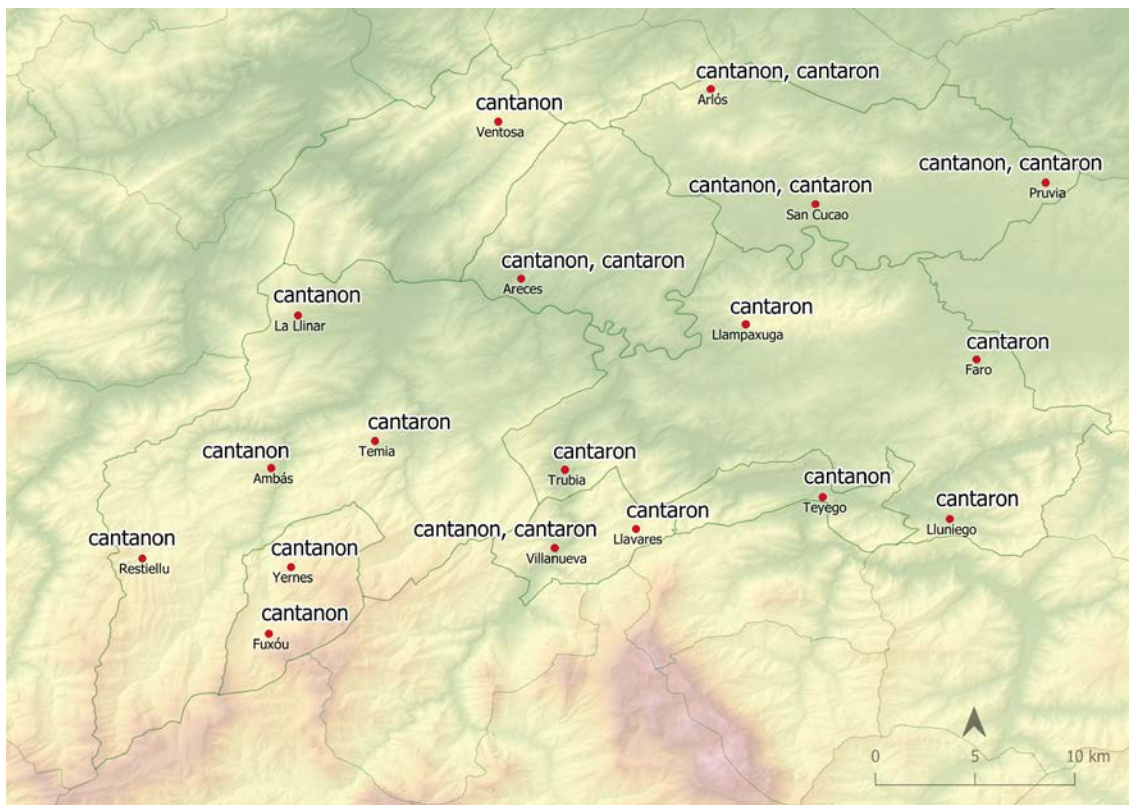 cantanon, cantaron
Arlós
cantanon
Ventosa
cantanon, cantaron
Pruvia
cantanon, cantaron
San Cucao
cantanon, cantaron
Areces
cantanon
La Llinar
cantaron
Llampaxuga
cantaron
Faro
cantaron
Temia
cantanon
Ambás
cantaron
Trubia
cantanon
Teyego
cantaron
Lluniego
cantaron
Llavares
cantanon, cantaron
Villanueva
cantanon
Restiellu
cantanon
Yernes
cantanon
Fuxóu
0 5 10 km